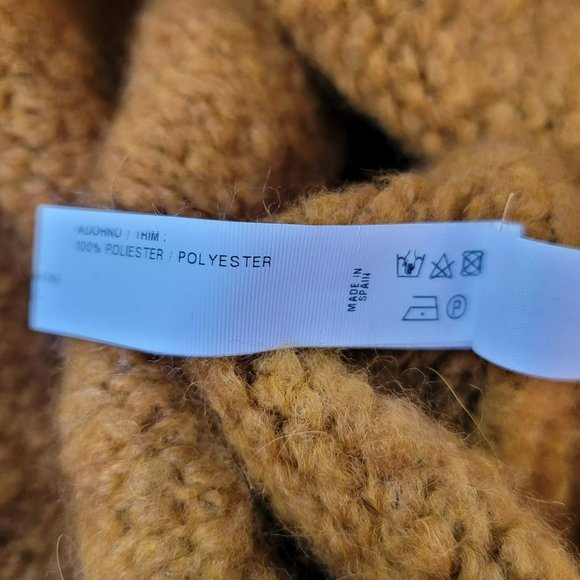 ADORNO / TRIM :
100% POLIESTER / POLYESTER
MADE IN
SPAIN
P